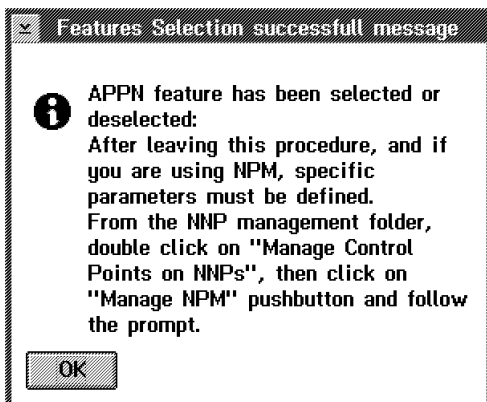 Features Selection successfull message
APPN feature has been selected or
deselected:
After leaving this procedure, and if
you are using NPM, specific
parameters must be defined.
From the NNP management folder,
double click on "Manage Control
Points on NNPs", then click on
"Manage NPM" pushbutton and follow
the prompt.
OK